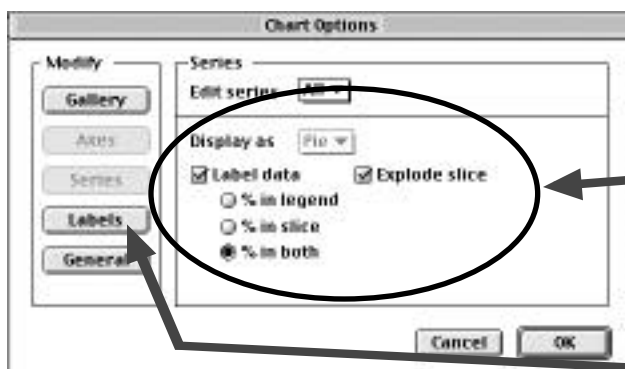 Chart Options
Modify
Gallery
Axes
Series
Labels
General
Series
Edit series All
Display as Pie
Label data Explode slice
% in legend
% in slice
% in both
Cancel OK